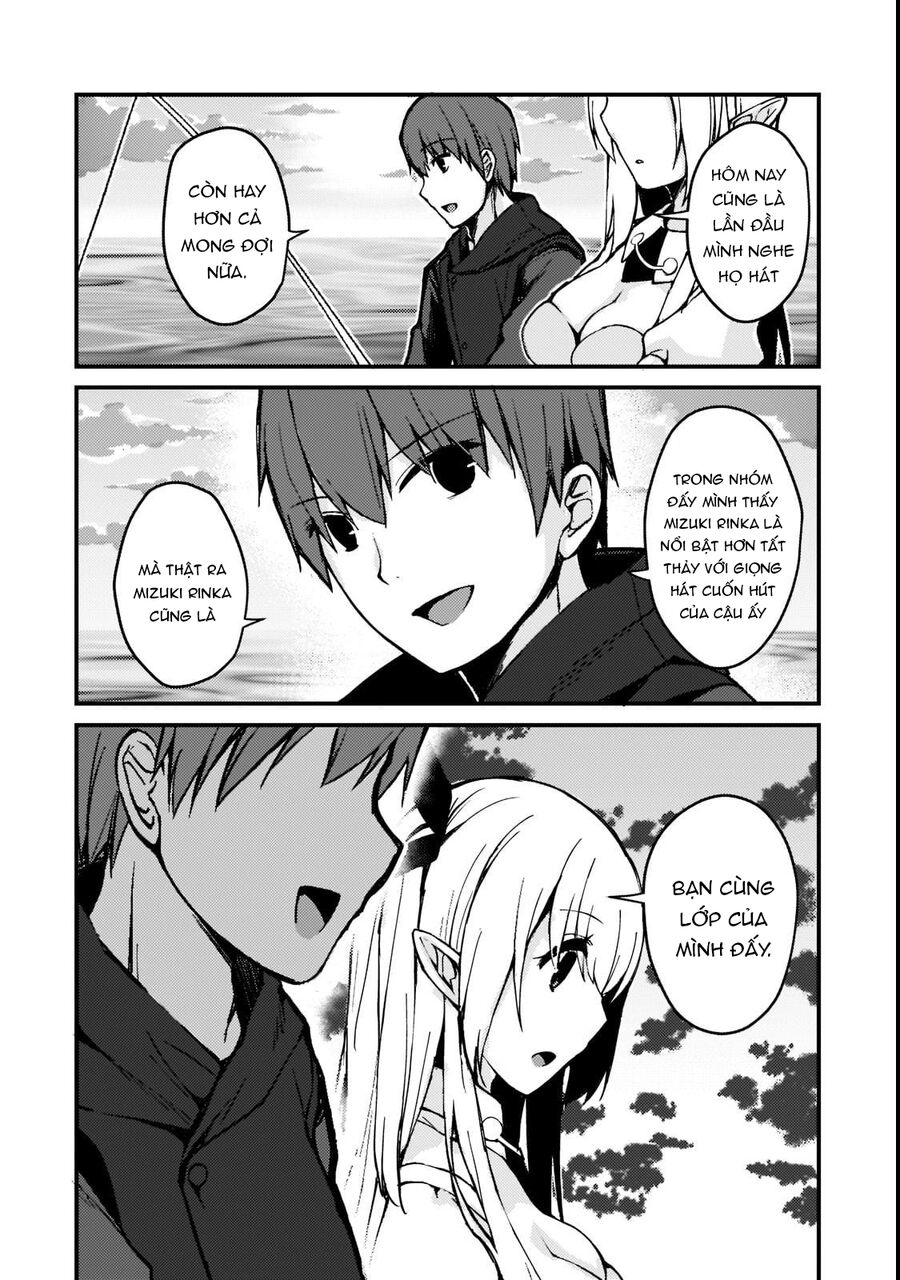 HÔM NAY
CŨNG LÀ
LẦN ĐẦU
MÌNH NGHE
HỌ HÁT
CÒN HAY
HƠN CẢ
MONG ĐỢI
NỮA.
TRONG NHÓM
ĐẤY MÌNH THẤY
MIZUKI RINKA LÀ
NỔI BẬT HƠN TẤT
THẢY VỚI GIỌNG
HÁT CUỐN HÚT
CỦA CẬU ẤY
MÀ THẬT RA
MIZUKI RINKA
CŨNG LÀ
BẠN CÙNG
LỚP CỦA
MÌNH ĐẤY.